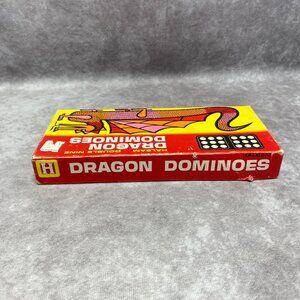 DRAGON
DOMINOES
HALSAM DOUBLE NINE
H DRAGON DOMINOES